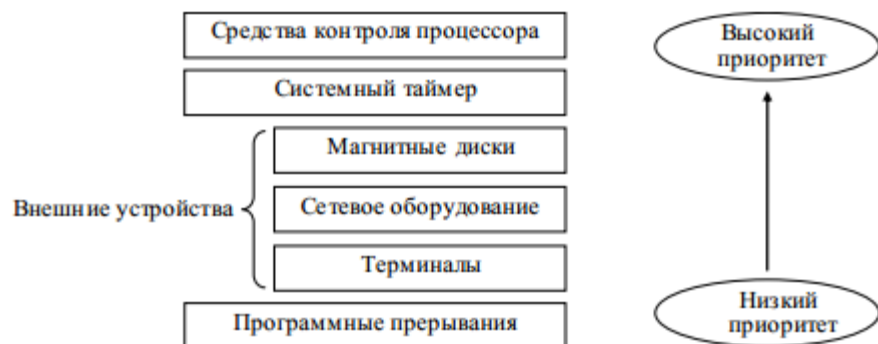 Средства контроля процессора
Системный таймер
Магнитные диски
Внешние устройства
Сетевое оборудование
Терминалы
Программные прерывания
Высокий
приоритет
Низкий
приоритет